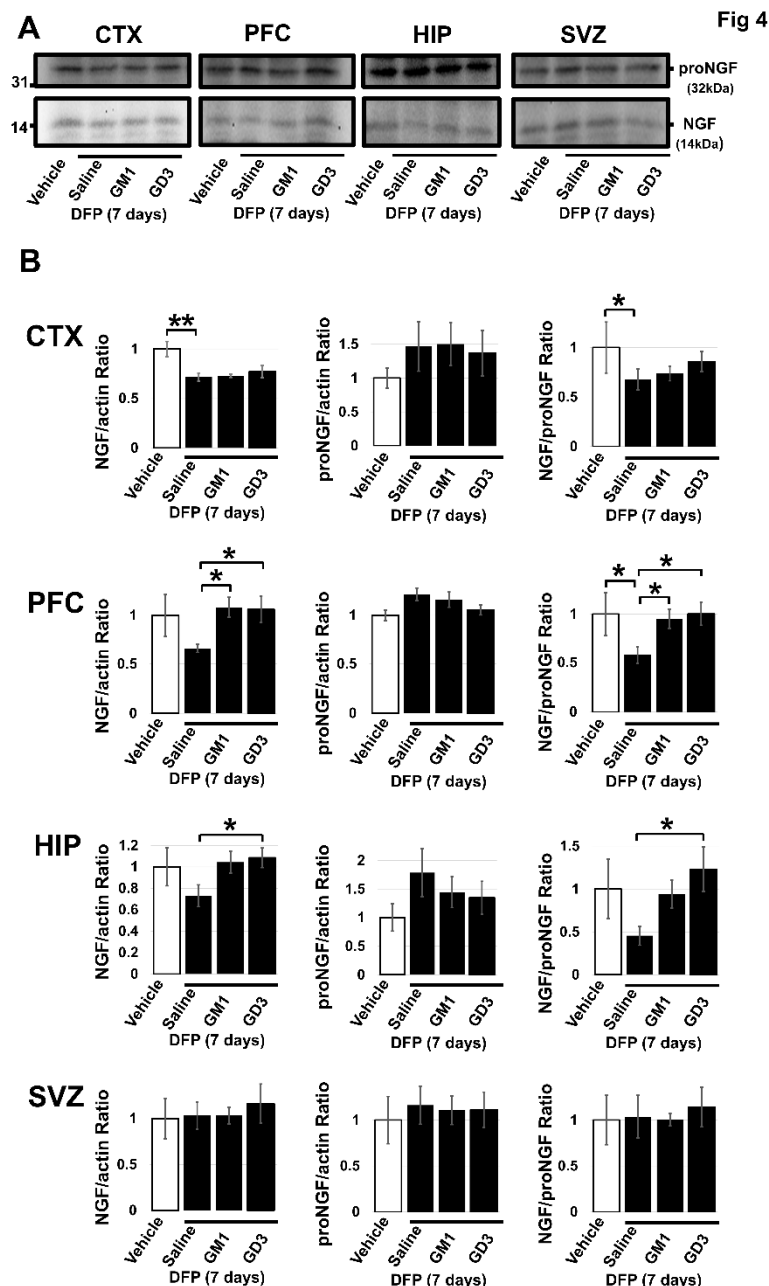 Fig 4
A
CTX PFC HIP SVZ
31 proNGF
(32kDa)
14 NGF
(14kDa)
Vehicle Saline GM1 GD3 Vehicle Saline GM1 GD3 Vehicle Saline GM1 GD3 Vehicle Saline GM1 GD3
DFP (7 days) DFP (7 days) DFP (7 days) DFP (7 days)
B
CTX
NGF/actin Ratio
1
0.5
0
**
Vehicle Saline GM1 GD3
DFP (7 days)
proNGF/actin Ratio
1.5
1
0.5
0
Vehicle Saline GM1 GD3
DFP (7 days)
NGF/proNGF Ratio
1
0.5
0
*
Vehicle Saline GM1 GD3
DFP (7 days)
PFC
NGF/actin Ratio
1
0.5
0
* *
Vehicle Saline GM1 GD3
DFP (7 days)
proNGF/actin Ratio
1
0.5
0
Vehicle Saline GM1 GD3
DFP (7 days)
NGF/proNGF Ratio
1
0.5
0
* * *
Vehicle Saline GM1 GD3
DFP (7 days)
HIP
NGF/actin Ratio
1.2
1
0.8
0.6
0.4
0.2
0
*
Vehicle Saline GM1 GD3
DFP (7 days)
proNGF/actin Ratio
2
1.5
1
0.5
0
Vehicle Saline GM1 GD3
DFP (7 days)
NGF/proNGF Ratio
1.5
1
0.5
0
*
Vehicle Saline GM1 GD3
DFP (7 days)
SVZ
NGF/actin Ratio
1
0.5
0
Vehicle Saline GM1 GD3
DFP (7 days)
proNGF/actin Ratio
1
0.5
0
Vehicle Saline GM1 GD3
DFP (7 days)
NGF/proNGF Ratio
1
0.5
0
Vehicle Saline GM1 GD3
DFP (7 days)